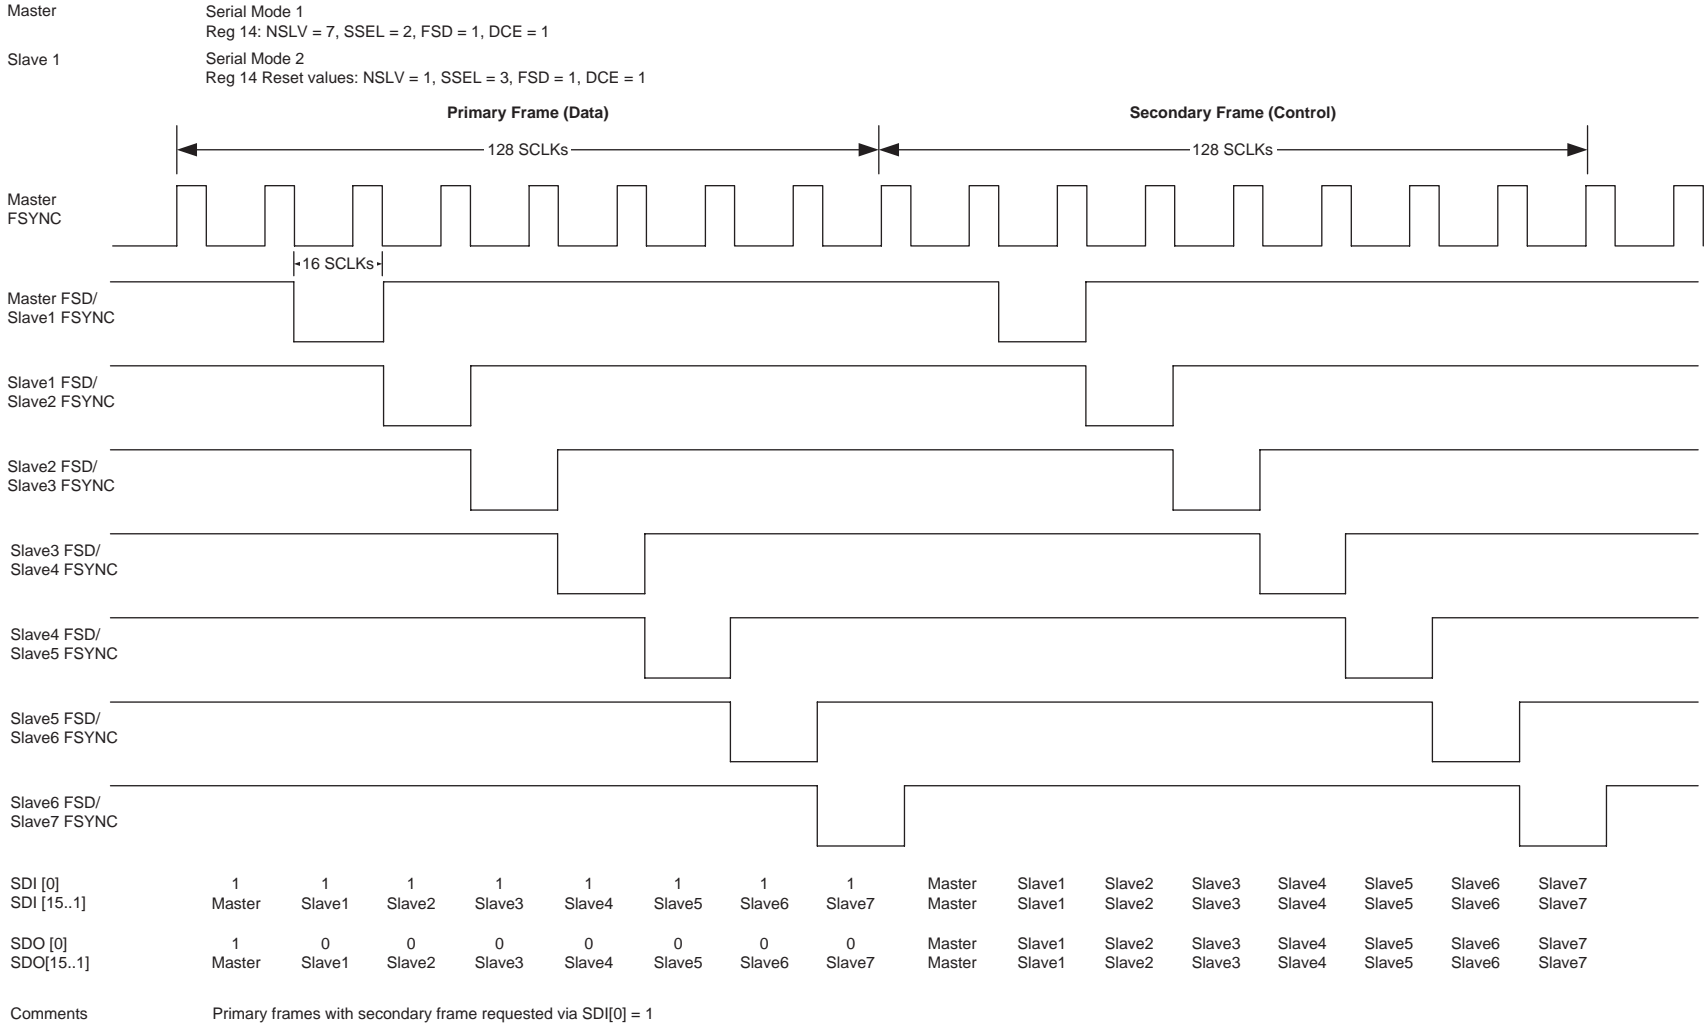 Master Serial Mode 1
Reg 14: NSLV = 7, SSEL = 2, FSD = 1, DCE = 1
Slave 1 Serial Mode 2
Reg 14 Reset values: NSLV = 1, SSEL = 3, FSD = 1, DCE = 1
Primary Frame (Data) Secondary Frame (Control)
128 SCLKs 128 SCLKs
Master
FSYNC
16 SCLKs
Master FSD/
Slave1 FSYNC
Slave1 FSD/
Slave2 FSYNC
Slave2 FSD/
Slave3 FSYNC
Slave3 FSD/
Slave4 FSYNC
Slave4 FSD/
Slave5 FSYNC
Slave5 FSD/
Slave6 FSYNC
Slave6 FSD/
Slave7 FSYNC
SDI [0] 1 1 1 1 1 1 1 1 Master Slave1 Slave2 Slave3 Slave4 Slave5 Slave6 Slave7
SDI [15..1] Master Slave1 Slave2 Slave3 Slave4 Slave5 Slave6 Slave7 Master Slave1 Slave2 Slave3 Slave4 Slave5 Slave6 Slave7
SDO [0] 1 0 0 0 0 0 0 0 Master Slave1 Slave2 Slave3 Slave4 Slave5 Slave6 Slave7
SDO[15..1] Master Slave1 Slave2 Slave3 Slave4 Slave5 Slave6 Slave7 Master Slave1 Slave2 Slave3 Slave4 Slave5 Slave6 Slave7
Comments Primary frames with secondary frame requested via SDI[0] = 1